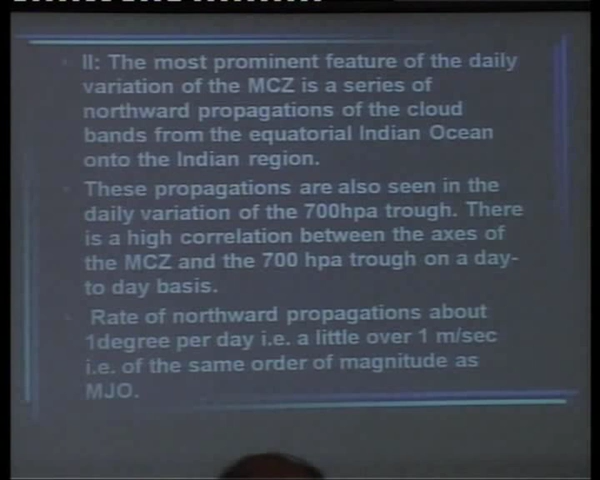 II: The most prominent feature of the daily
variation of the MCZ is a series of
northward propagations of the cloud
bands from the equatorial Indian Ocean
onto the Indian region.
These propagations are also seen in the
daily variation of the 700hpa trough. There
is a high correlation between the axes of
the MCZ and the 700 hpa trough on a day-
to day basis.
Rate of northward propagations about
1degree per day i.e. a little over 1 m/sec
i.e. of the same order of magnitude as
MJO.